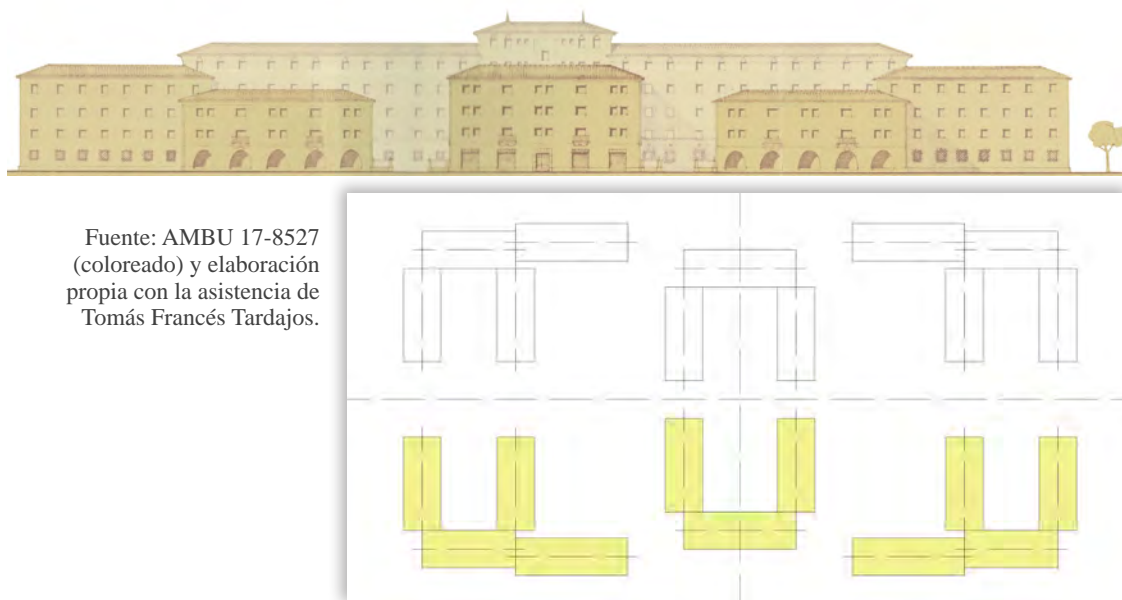 Fuente: AMBU 17-8527
(coloreado) y elaboración
propia con la asistencia de
Tomás Francés Tardajos.